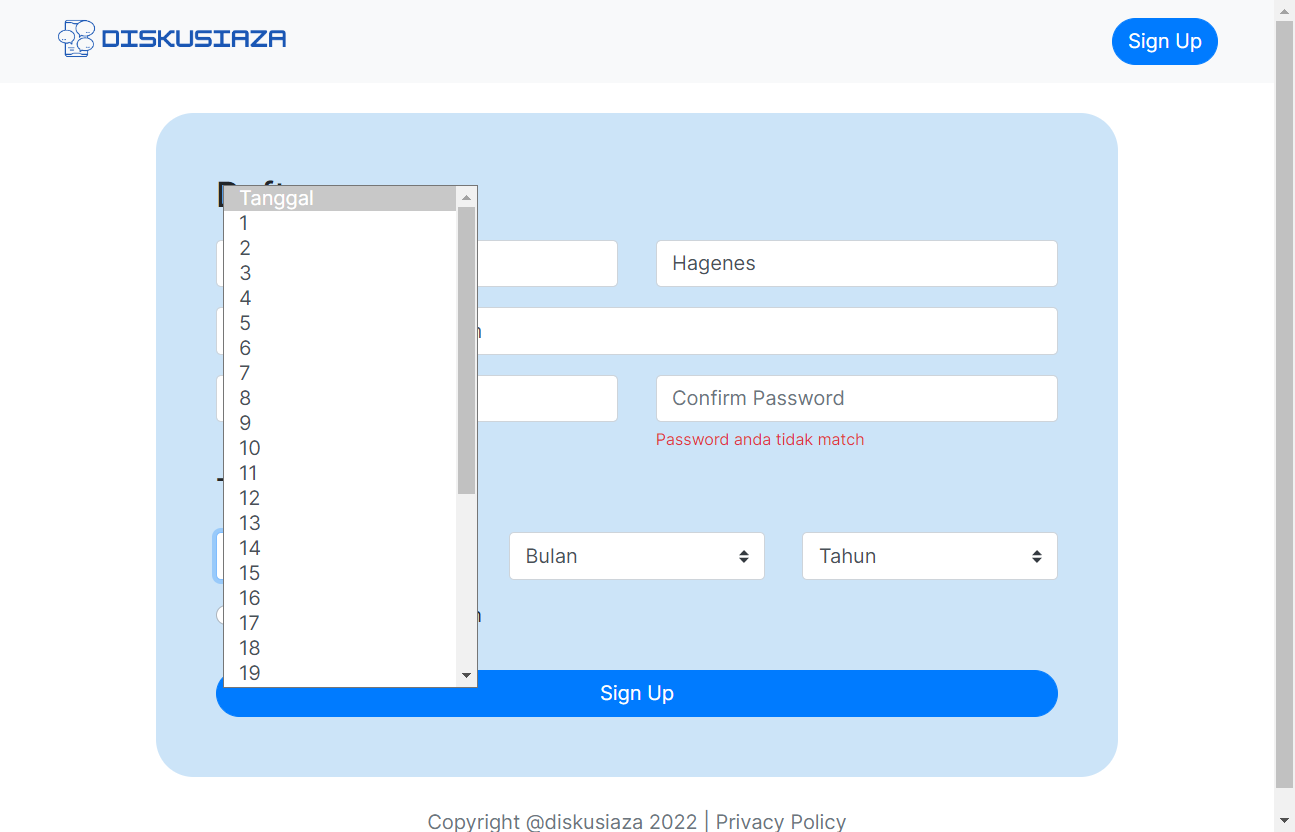 DISKUSIAZA
Sign Up
Tanggal
1
2
3
4
5
6
7
8
9
10
11
12
13
14
15
16
17
18
19
Hagenes
Confirm Password
Password anda tidak match
Bulan
Tahun
Sign Up
Copyright @diskusiaza 2022 | Privacy Policy